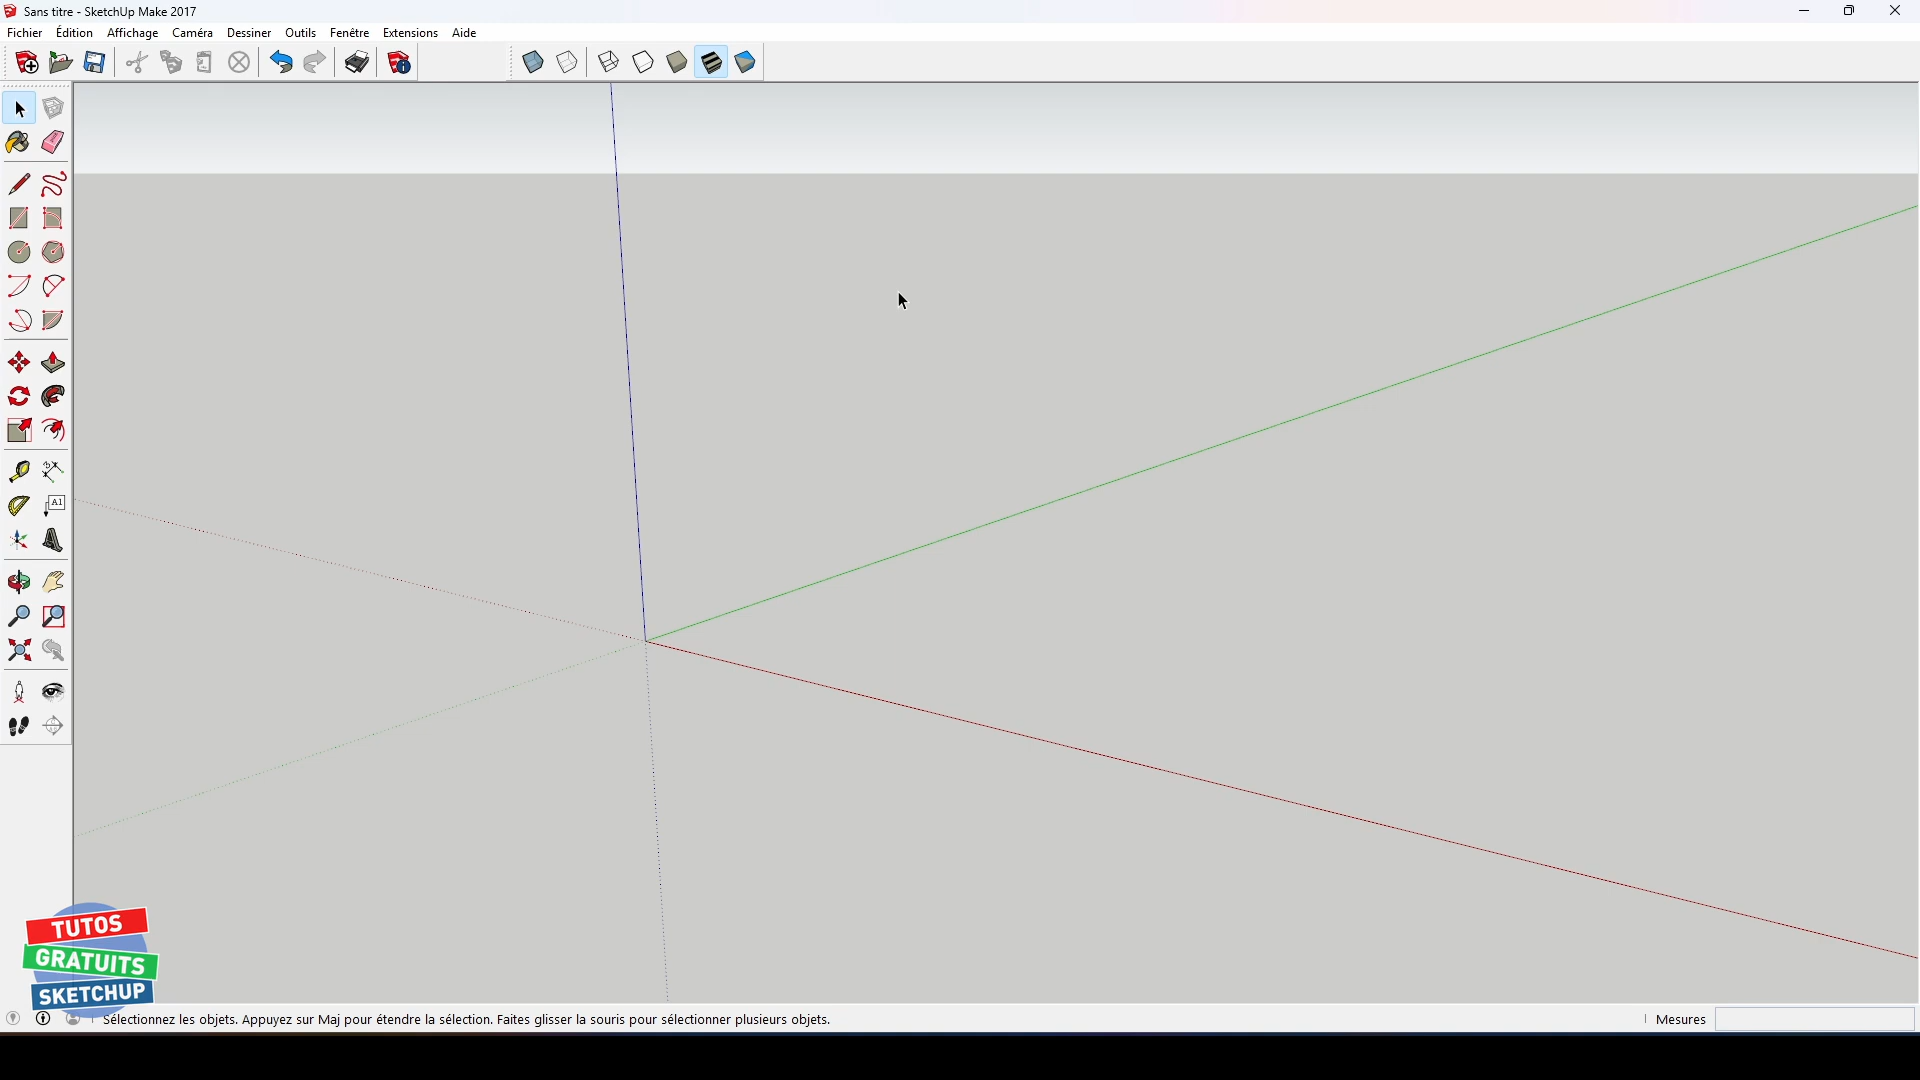 Sans titre - SketchUp Make 2017
Fichier Édition Affichage Caméra Dessiner Outils Fenêtre Extensions Aide
A1
TUTOS
GRATUITS
SKETCHUP
Sélectionnez les objets. Appuyez sur Maj pour étendre la sélection. Faites glisser la souris pour sélectionner plusieurs objets.
Mesures